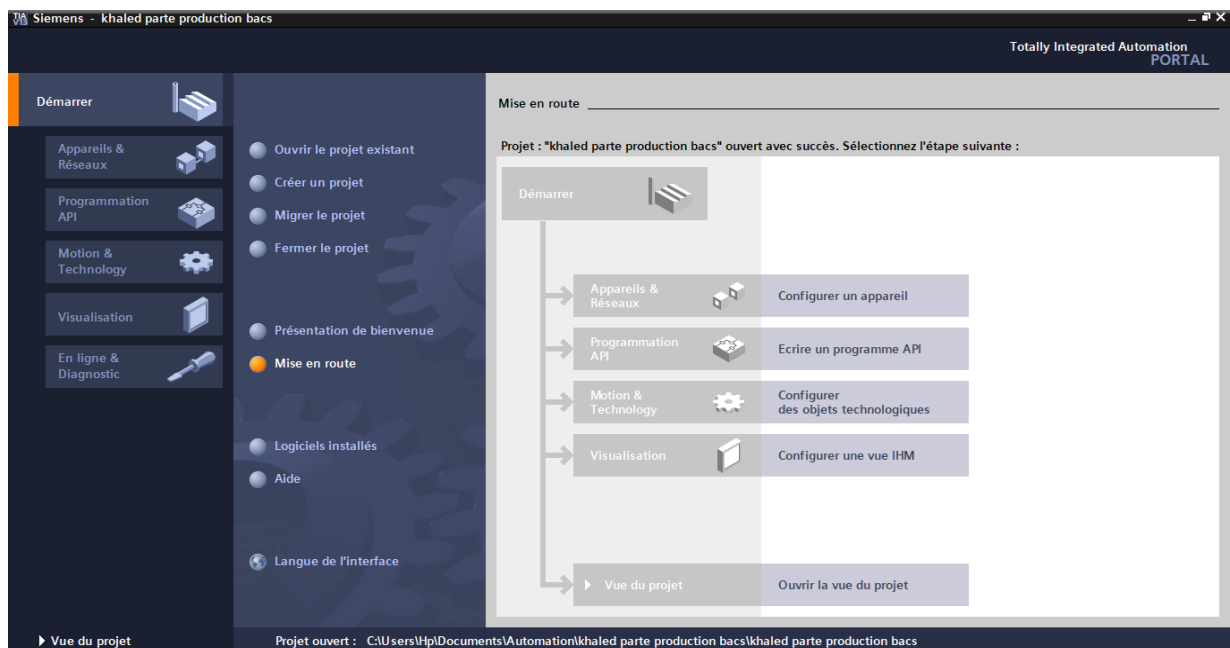 TIA V13 Siemens - khaled parte production bacs
Totally Integrated Automation
PORTAL
Démarrer
Appareils &
Réseaux
Programmation
API
Motion &
Technology
Visualisation
En ligne &
Diagnostic
Ouvrir le projet existant
Créer un projet
Migrer le projet
Fermer le projet
Présentation de bienvenue
Mise en route
Logiciels installés
Aide
Langue de l'interface
Mise en route
Projet : "khaled parte production bacs" ouvert avec succès. Sélectionnez l'étape suivante :
Démarrer
Appareils &
Réseaux
Configurer un appareil
Programmation
API
Ecrire un programme API
Motion &
Technology
Configurer
des objets technologiques
Visualisation
Configurer une vue IHM
Vue du projet
Ouvrir la vue du projet
Vue du projet
Projet ouvert : C:\Users\Hp\Documents\Automation\khaled parte production bacs\khaled parte production bacs